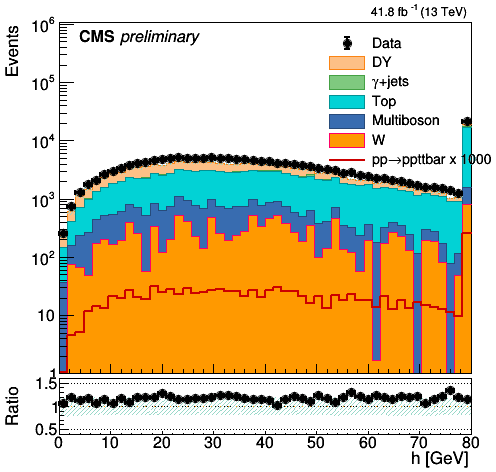 41.8 fb⁻¹ (13 TeV)
Events
CMS preliminary
Data
DY
γ+jets
Top
Multiboson
W
pp→ppttbar x 1000
10⁶
10⁵
10⁴
10³
10²
10
1
Ratio
1.5
1
0.5
0 10 20 30 40 50 60 70 80
h [GeV]